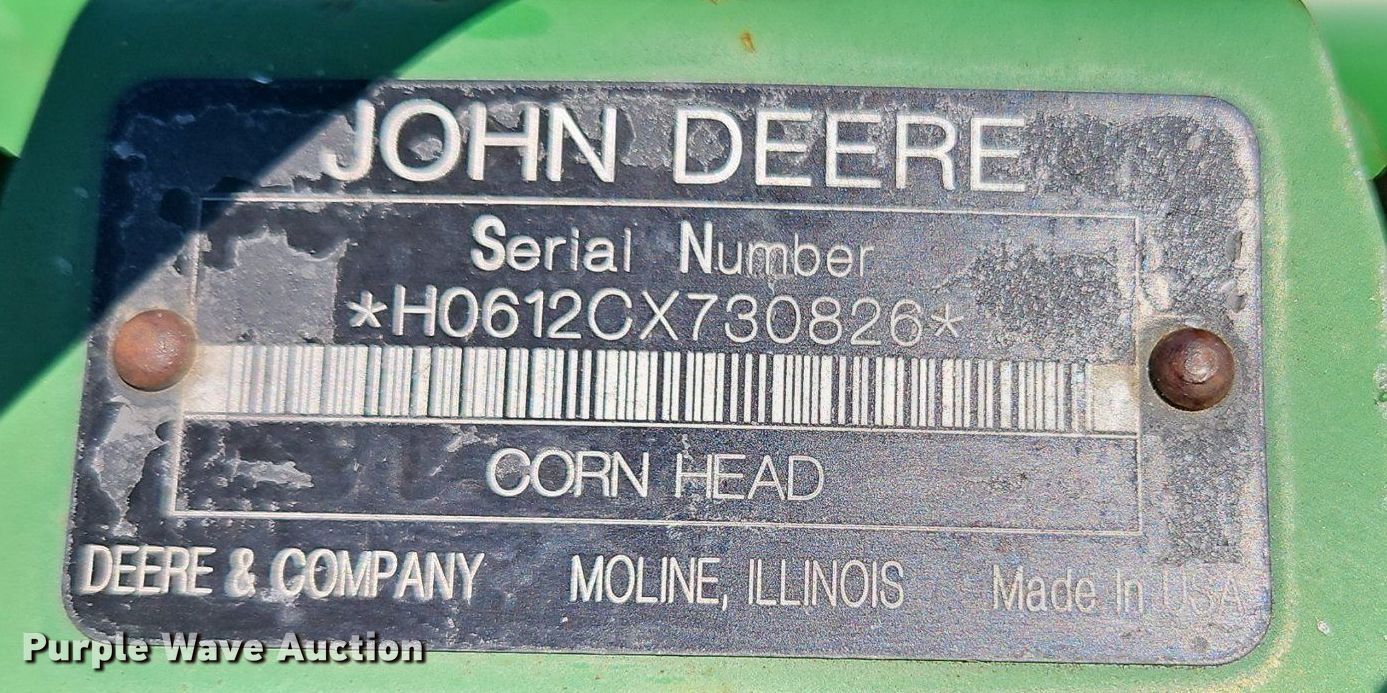 JOHN DEERE
Serial Number
*H0612CX730826*
CORN HEAD
DEERE & COMPANY MOLINE, ILLINOIS Made In USA
Purple Wave Auction